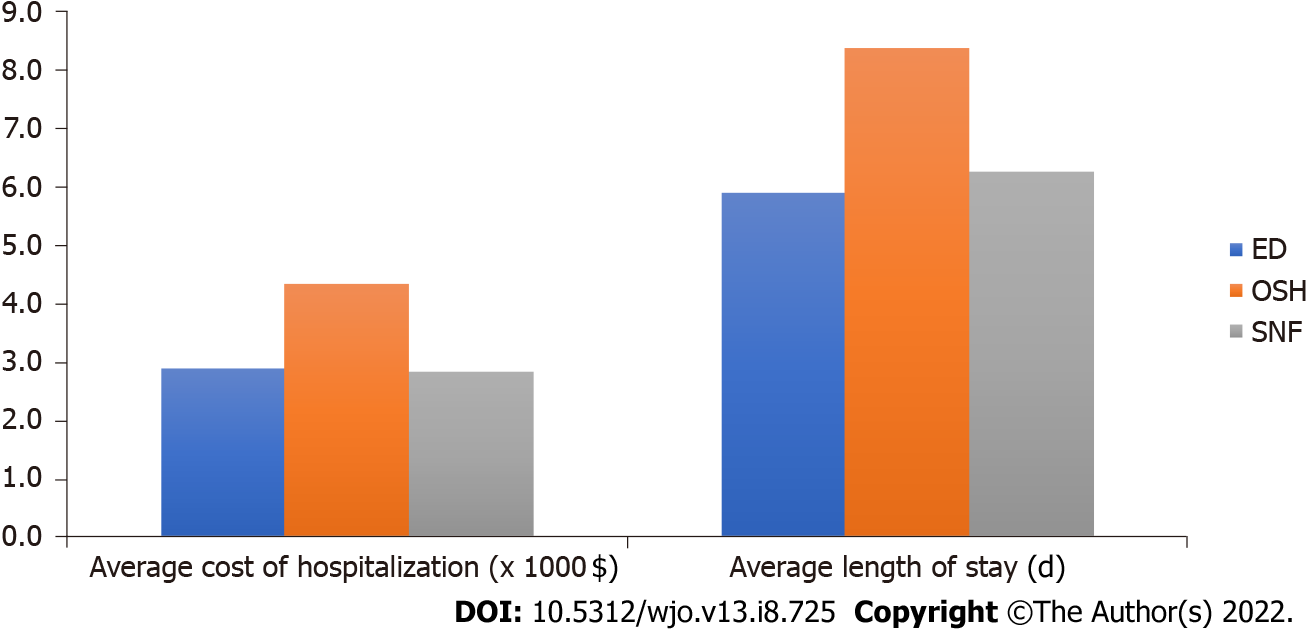 9.0
8.0
7.0
6.0
5.0
4.0
3.0
2.0
1.0
0.0
Average cost of hospitalization (x 1000 $)
Average length of stay (d)
ED
OSH
SNF
DOI: 10.5312/wjo.v13.i8.725 Copyright ©The Author(s) 2022.